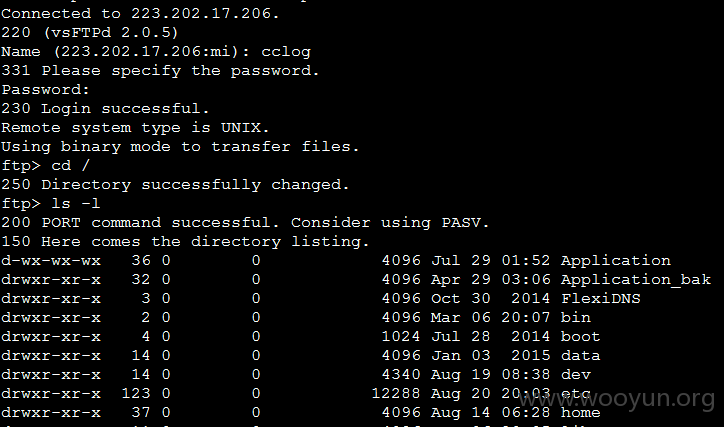 Connected to 223.202.17.206.
220 (vsFTPd 2.0.5)
Name (223.202.17.206:mi): cclog
331 Please specify the password.
Password:
230 Login successful.
Remote system type is UNIX.
Using binary mode to transfer files.
ftp> cd /
250 Directory successfully changed.
ftp> ls -l
200 PORT command successful. Consider using PASV.
150 Here comes the directory listing.
d-wx-wx-wx   36 0        0            4096 Jul 29 01:52 Application
drwxr-xr-x   32 0        0            4096 Apr 29 03:06 Application_bak
drwxr-xr-x    3 0        0            4096 Oct 30  2014 FlexiDNS
drwxr-xr-x    2 0        0            4096 Mar 06 20:07 bin
drwxr-xr-x    4 0        0            1024 Jul 28  2014 boot
drwxr-xr-x   14 0        0            4096 Jan 03  2015 data
drwxr-xr-x   14 0        0            4340 Aug 19 08:38 dev
drwxr-xr-x  123 0        0           12288 Aug 20 20:03 etc
www.wooyun.org
drwxr-xr-x   37 0        0            4096 Aug 14 06:28 home